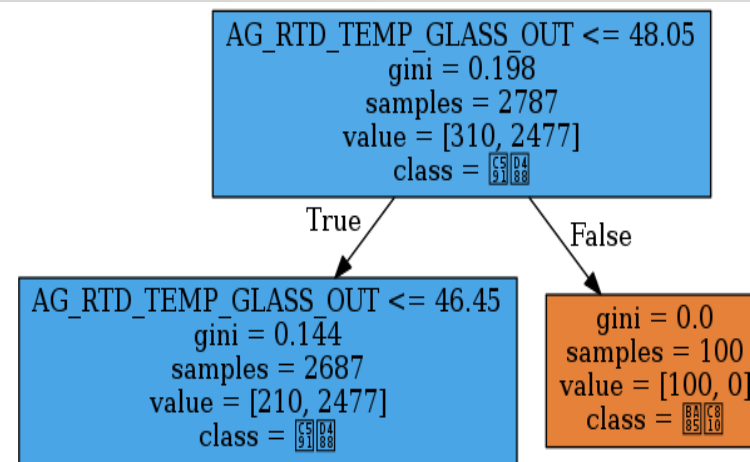 AG_RTD_TEMP_GLASS_OUT <= 48.05
gini = 0.198
samples = 2787
value = [310, 2477]
class =
True
False
AG_RTD_TEMP_GLASS_OUT <= 46.45
gini = 0.144
samples = 2687
value = [210, 2477]
class =
gini = 0.0
samples = 100
value = [100, 0]
class =